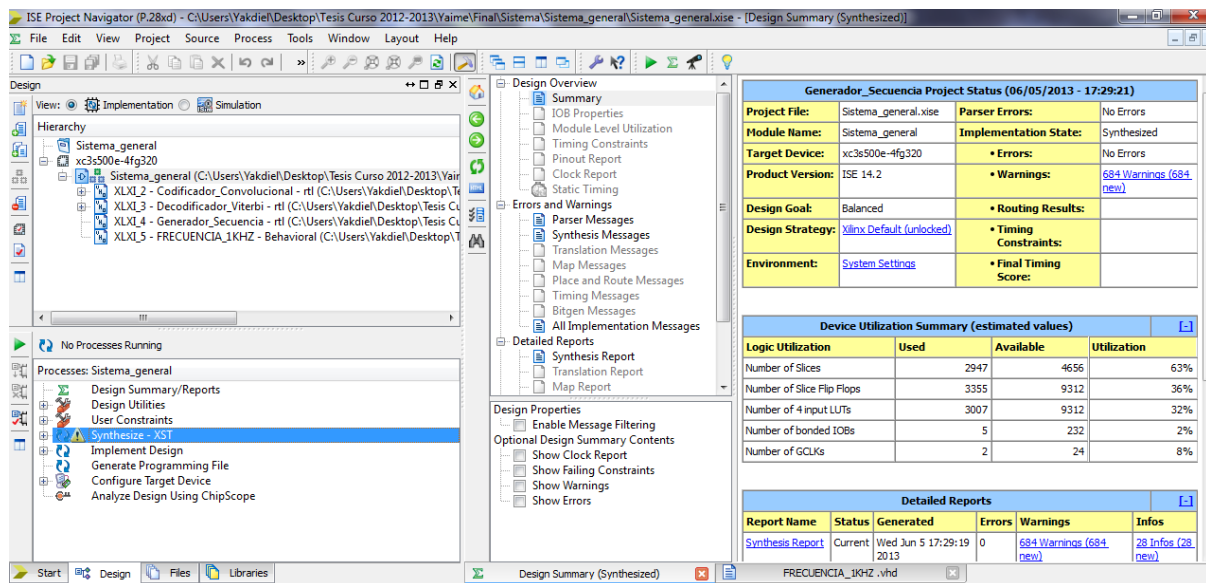 ISE Project Navigator (P.28xd) - C:\Users\Yakdiel\Desktop\Tesis Curso 2012-2013\Yaime\Final\Sistema\Sistema_general\Sistema_general.xise - [Design Summary (Synthesized)]
File Edit View Project Source Process Tools Window Layout Help
Design
View: Implementation Simulation
Hierarchy
Sistema_general
xc3s500e-4fg320
Sistema_general (C:\Users\Yakdiel\Desktop\Tesis Curso 2012-2013\Yair
XLXI_2 - Codificador_Convolucional - rtl (C:\Users\Yakdiel\Desktop\Te
XLXI_3 - Decodificador_Viterbi - rtl (C:\Users\Yakdiel\Desktop\Tesis Cu
XLXI_4 - Generador_Secuencia - rtl (C:\Users\Yakdiel\Desktop\Tesis Cu
XLXI_5 - FRECUENCIA_1KHZ - Behavioral (C:\Users\Yakdiel\Desktop\T
No Processes Running
Processes: Sistema_general
Design Summary/Reports
Design Utilities
User Constraints
Synthesize - XST
Implement Design
Generate Programming File
Configure Target Device
Analyze Design Using ChipScope
Start Design Files Libraries
Design Overview
Summary
IOB Properties
Module Level Utilization
Timing Constraints
Pinout Report
Clock Report
Static Timing
Errors and Warnings
Parser Messages
Synthesis Messages
Translation Messages
Map Messages
Place and Route Messages
Timing Messages
Bitgen Messages
All Implementation Messages
Detailed Reports
Synthesis Report
Translation Report
Map Report
Design Properties
Enable Message Filtering
Optional Design Summary Contents
Show Clock Report
Show Failing Constraints
Show Warnings
Show Errors
Generador_Secuencia Project Status (06/05/2013 - 17:29:21)
Project File: Sistema_general.xise Parser Errors: No Errors
Module Name: Sistema_general Implementation State: Synthesized
Target Device: xc3s500e-4fg320 • Errors: No Errors
Product Version: ISE 14.2 • Warnings: 684 Warnings (684
new)
Design Goal: Balanced • Routing Results:
Design Strategy: Xilinx Default (unlocked) • Timing
Constraints:
Environment: System Settings • Final Timing
Score:
Device Utilization Summary (estimated values) [-]
Logic Utilization Used Available Utilization
Number of Slices 2947 4656 63%
Number of Slice Flip Flops 3355 9312 36%
Number of 4 input LUTs 3007 9312 32%
Number of bonded IOBs 5 232 2%
Number of GCLKs 2 24 8%
Detailed Reports [-]
Report Name Status Generated Errors Warnings Infos
Synthesis Report Current Wed Jun 5 17:29:19 0 684 Warnings (684 28 Infos (28
2013 new) new)
Design Summary (Synthesized) FRECUENCIA_1KHZ .vhd